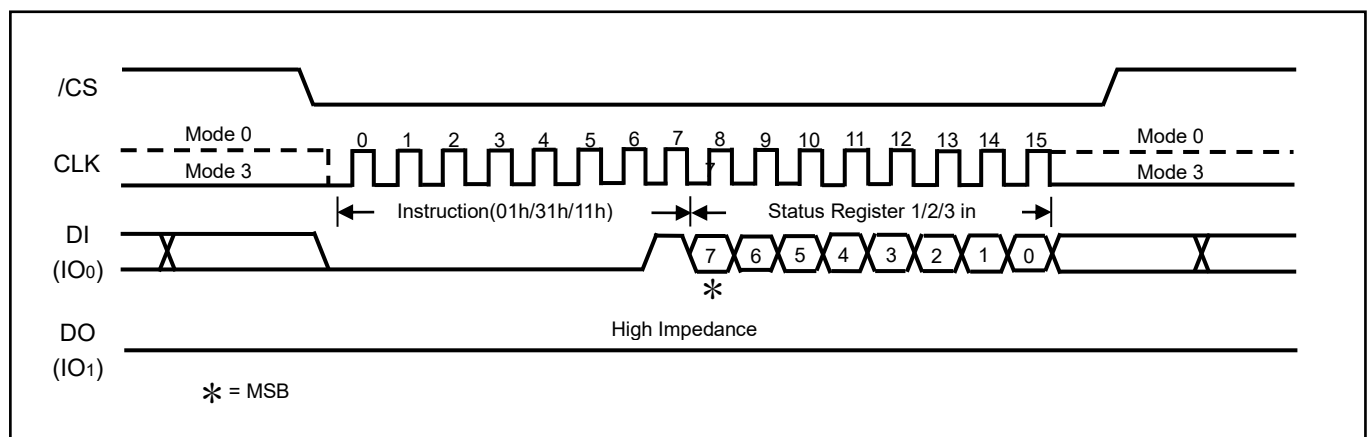 /CS
Mode 0
Mode 3
CLK
0 1 2 3 4 5 6 7 8 9 10 11 12 13 14 15
7
Mode 0
Mode 3
Instruction(01h/31h/11h)
Status Register 1/2/3 in
DI
(IO0)
7 6 5 4 3 2 1 0
*
DO
(IO1)
High Impedance
* = MSB